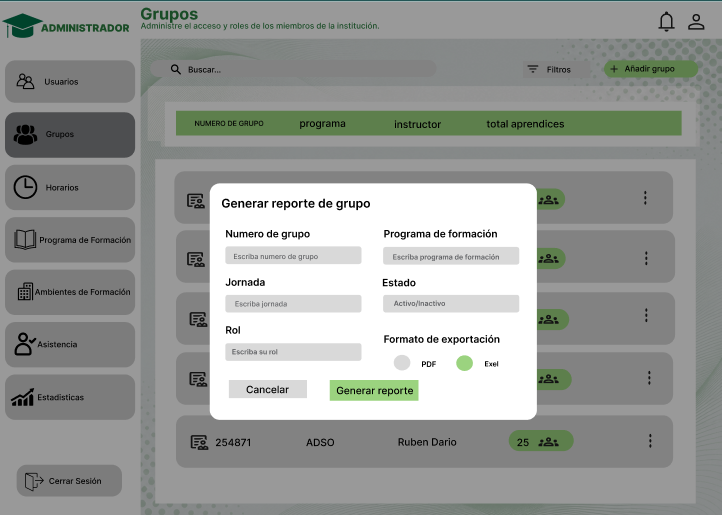 Grupos
ADMINISTRADOR
Administre el acceso y roles de los miembros de la institución.
Usuarios
Grupos
Horarios
Programa de Formación
Ambientes de Formación
Asistencia
Estadisticas
Cerrar Sesión
Buscar...
Filtros
+ Añadir grupo
NUMERO DE GRUPO programa instructor total aprendices
Generar reporte de grupo
Numero de grupo Programa de formación
Escriba numero de grupo Escriba programa de formación
Jornada Estado
Escriba jornada Activo/Inactivo
Rol
Escriba su rol
Formato de exportación
PDF Exel
Cancelar Generar reporte
254871 ADSO Ruben Dario 25